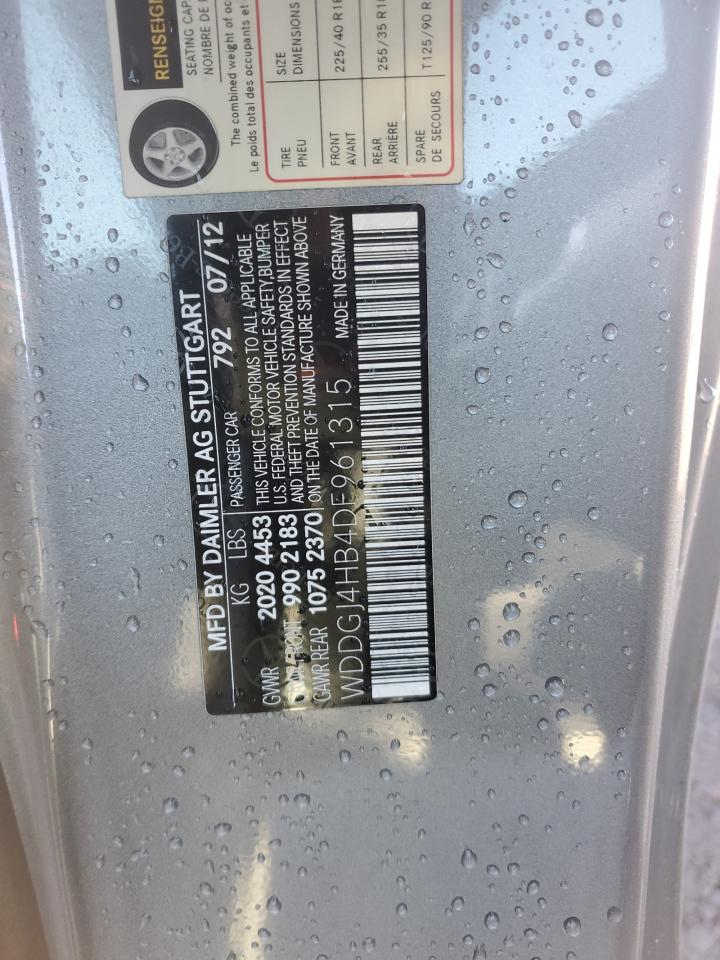 MFD BY DAIMLER AG STUTTGART
KG LBS PASSENGER CAR 792 07/12
GVWR 2020 4453 THIS VEHICLE CONFORMS TO ALL APPLICABLE
GAWR FRONT 990 2183 U.S. FEDERAL MOTOR VEHICLE SAFETY, BUMPER
GAWR REAR 1075 2370 AND THEFT PREVENTION STANDARDS IN EFFECT
ON THE DATE OF MANUFACTURE SHOWN ABOVE
WDDGJ4HB4DF961315 MADE IN GERMANY
RENSEIGN
SEATING CAP
NOMBRE DE
The combined weight of oc
Le poids total des occupants et
TIRE SIZE
PNEU DIMENSIONS
FRONT 225/40 R18
AVANT
REAR 255/35 R18
ARRIÈRE
SPARE T125/90 R
DE SECOURS